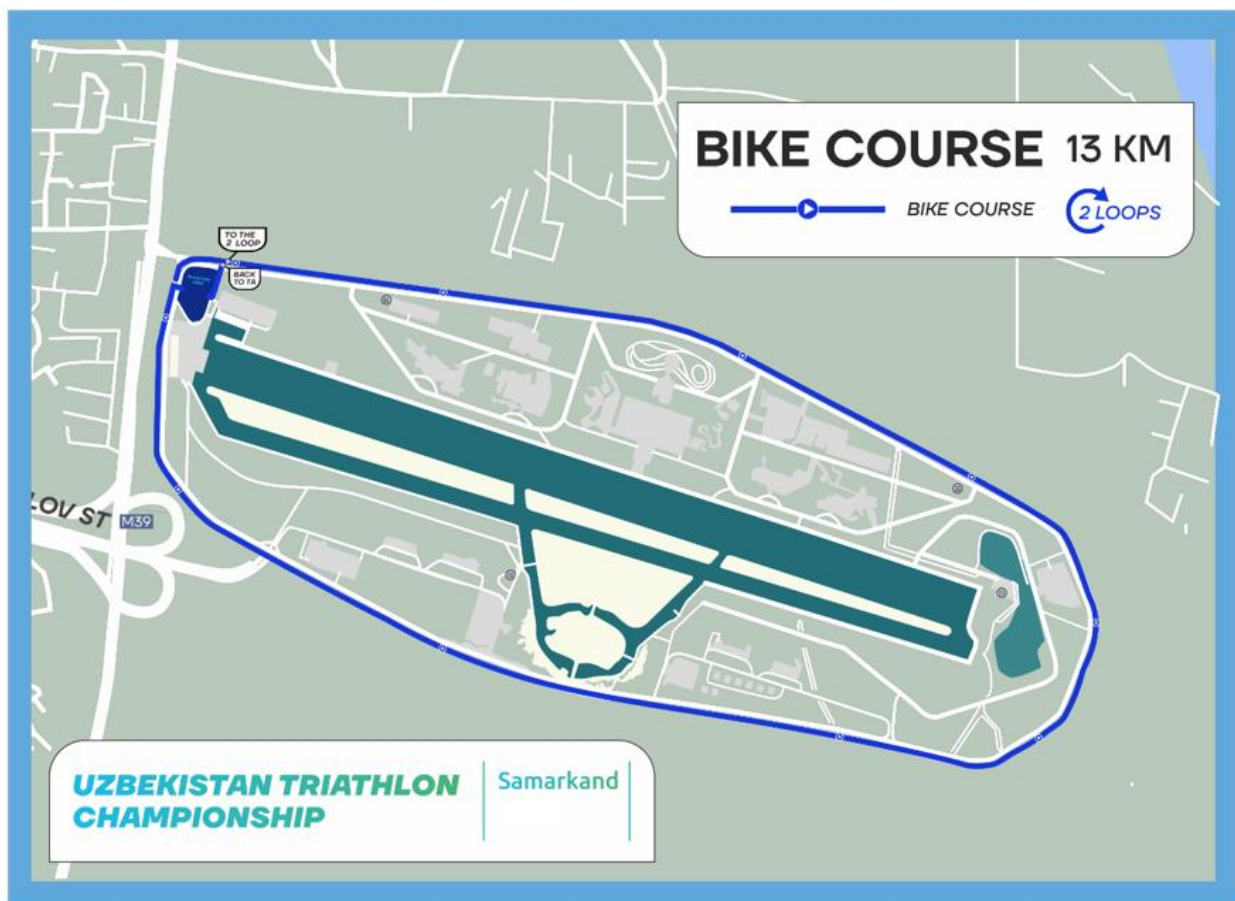 BIKE COURSE 13 KM
BIKE COURSE
2 LOOPS
TO THE
2 LOOP
BACK
TO TA
LOV ST M39
UZBEKISTAN TRIATHLON
CHAMPIONSHIP
Samarkand